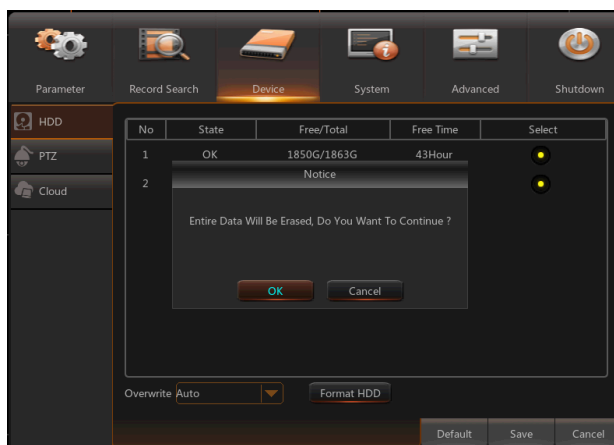 Parameter
Record Search
Device
System
Advanced
Shutdown
HDD
PTZ
Cloud
No State Free/Total Free Time Select
1 OK 1850G/1863G 43Hour
2
Notice
Entire Data Will Be Erased, Do You Want To Continue ?
OK Cancel
Overwrite Auto Format HDD
Default Save Cancel